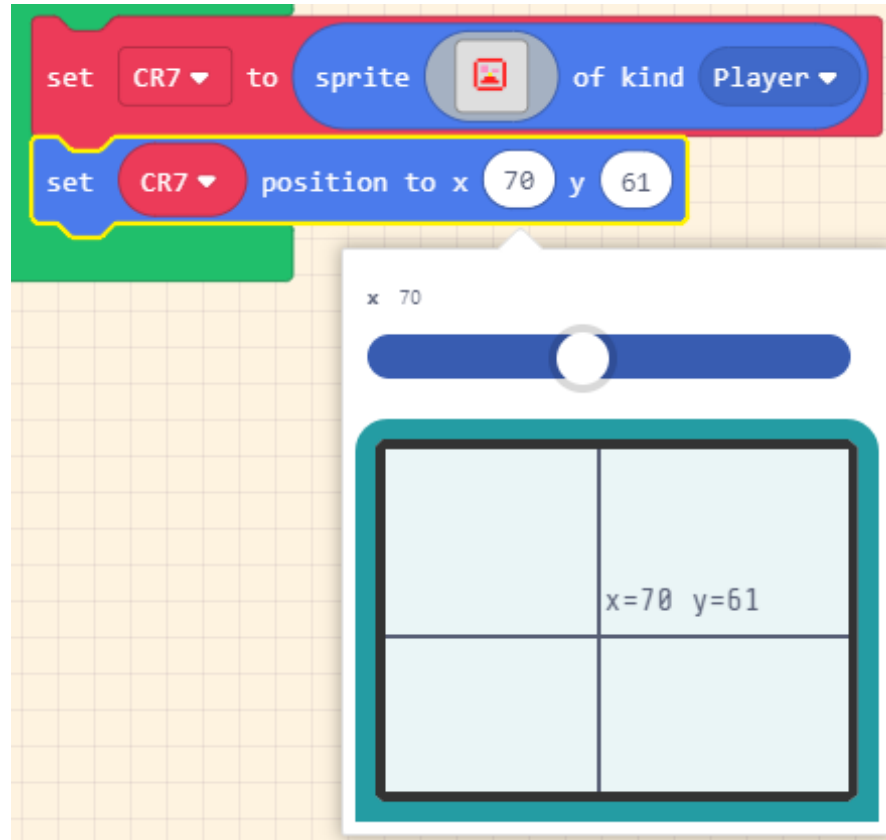 set CR7 to sprite of kind Player
set CR7 position to x 70 y 61
x 70
x=70 y=61